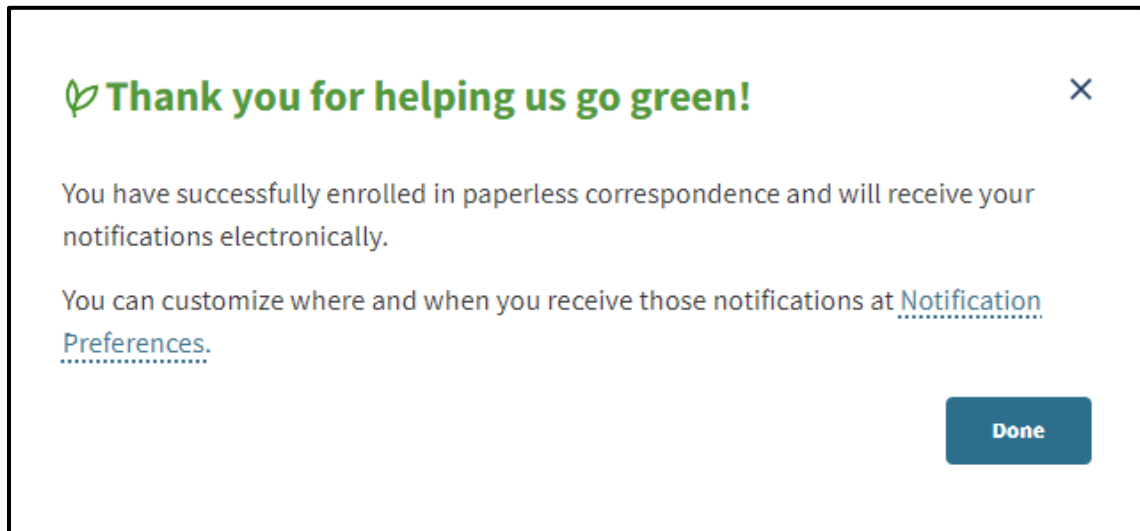 Thank you for helping us go green!
You have successfully enrolled in paperless correspondence and will receive your
notifications electronically.
You can customize where and when you receive those notifications at Notification
Preferences.
Done